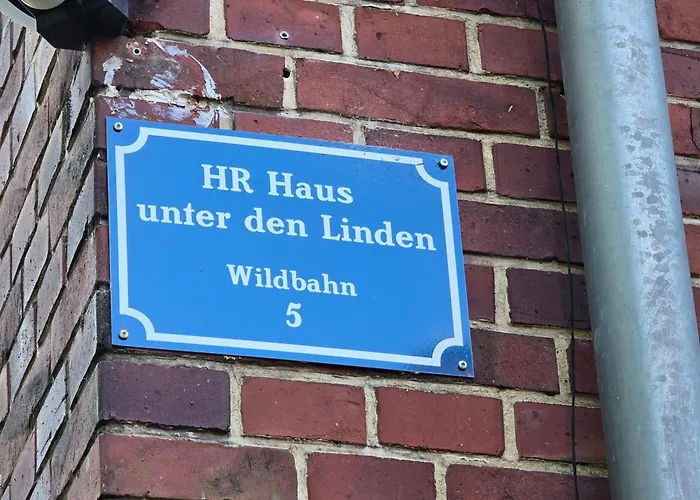 HR Haus
unter den Linden
Wildbahn
5